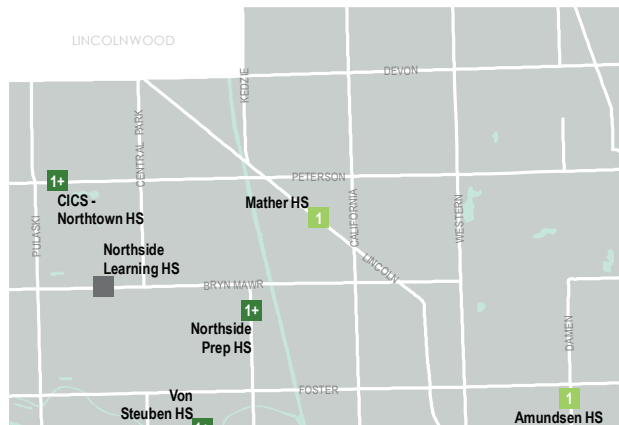 LINCOLNWOOD
KEDZIE
DEVON
CENTRAL PARK
PETERSON
1+
CICS -
Northtown HS
Mather HS
1
PULASKI
CALIFORNIA
WESTERN
Northside
Learning HS
LINCOLN
BRYN MAWR
1+
Northside
Prep HS
DAMEN
FOSTER
Von
Steuben HS
1+
1
Amundsen HS